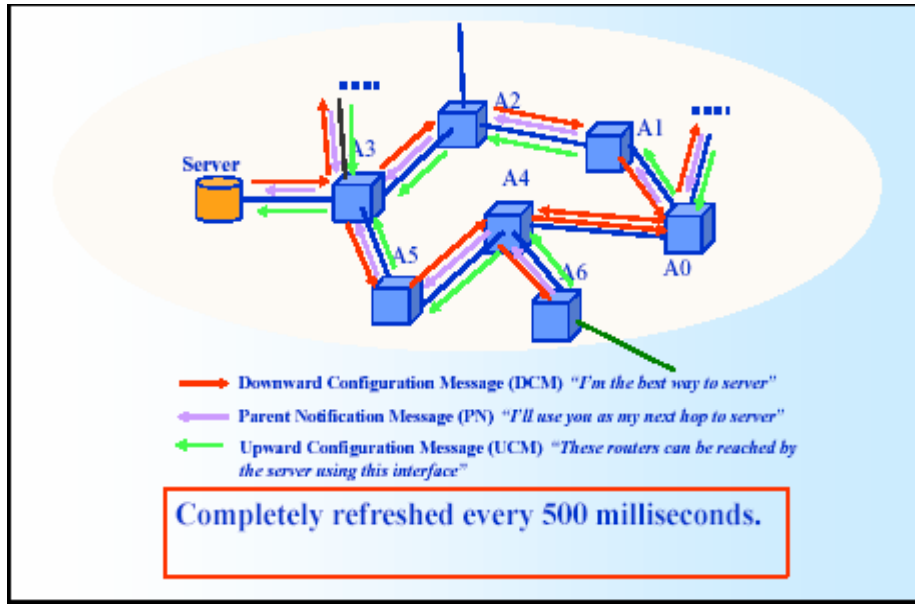 A2
A1
A3
Server
A4
A5
A6
A0
Downward Configuration Message (DCM) “I’m the best way to server”
Parent Notification Message (PN) “I’ll use you as my next hop to server”
Upward Configuration Message (UCM) “These routers can be reached by
the server using this interface”
Completely refreshed every 500 milliseconds.